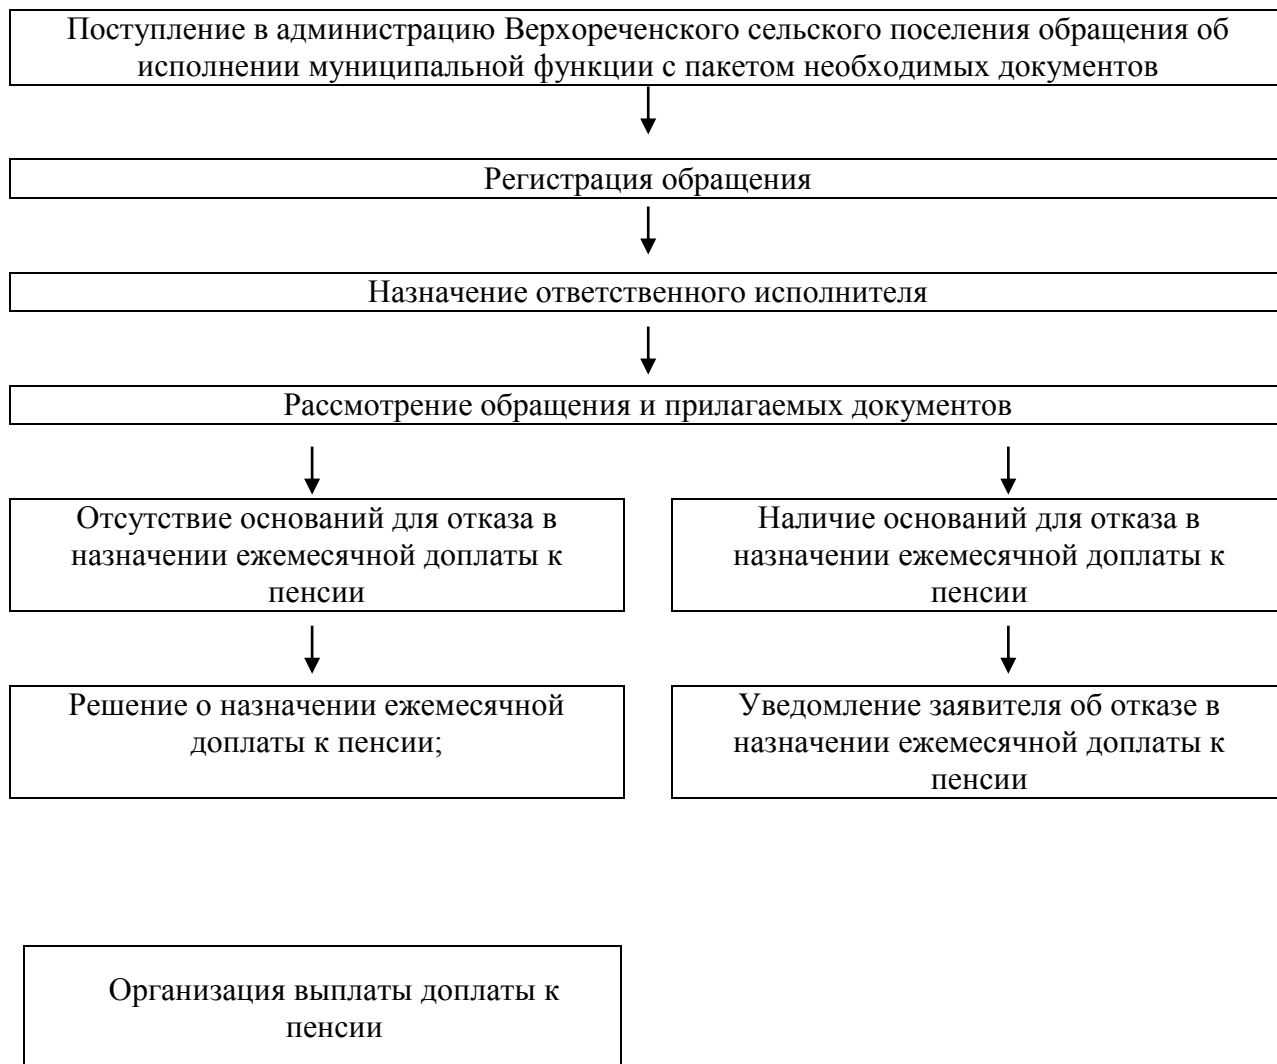 Поступление в администрацию Верхореченского сельского поселения обращения об
исполнении муниципальной функции с пакетом необходимых документов
Регистрация обращения
Назначение ответственного исполнителя
Рассмотрение обращения и прилагаемых документов
Отсутствие оснований для отказа в
назначении ежемесячной доплаты к
пенсии
Наличие оснований для отказа в
назначении ежемесячной доплаты к
пенсии
Решение о назначении ежемесячной
доплаты к пенсии;
Уведомление заявителя об отказе в
назначении ежемесячной доплаты к
пенсии
Организация выплаты доплаты к
пенсии